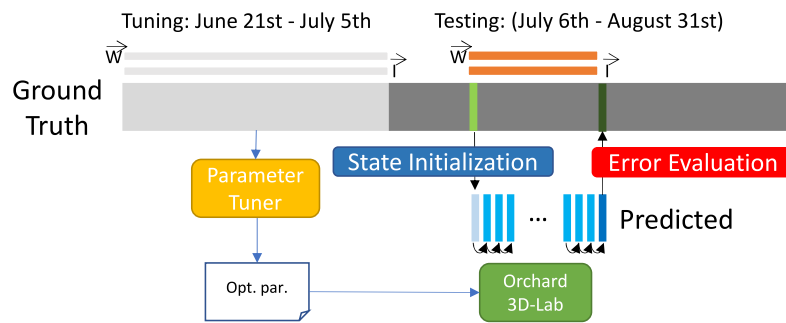 Tuning: June 21st - July 5th
Testing: (July 6th - August 31st)
W
I
W
I
Ground
Truth
State Initialization
Error Evaluation
Parameter
Tuner
...
Predicted
Opt. par.
Orchard
3D-Lab